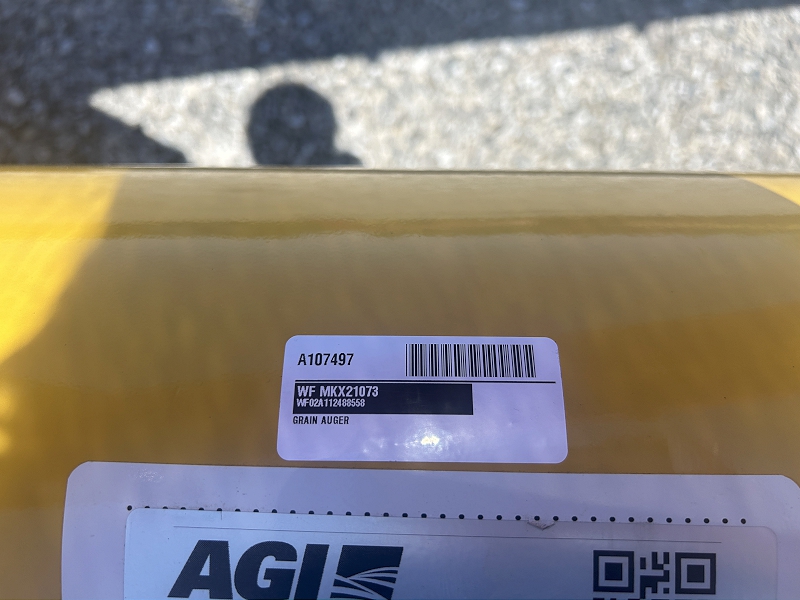 A107497
WF MKX21073
WF02A112488558
GRAIN AUGER
AGI